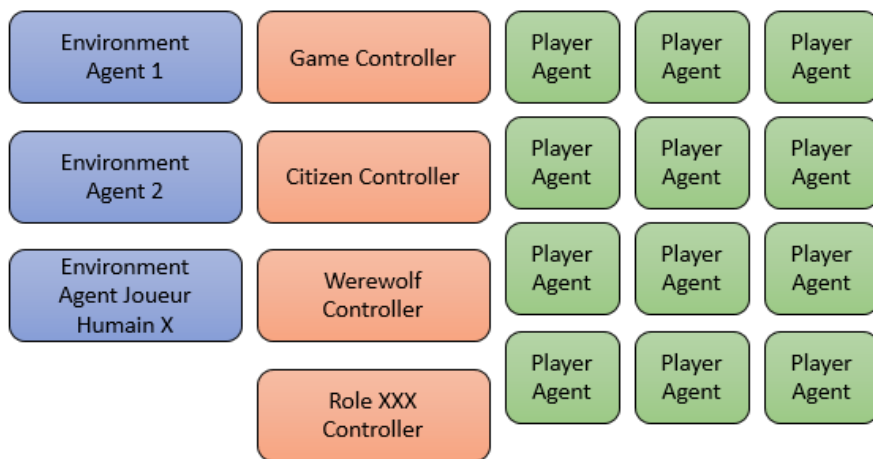 Environment
Agent 1
Game Controller
Player
Agent
Player
Agent
Player
Agent
Environment
Agent 2
Citizen Controller
Player
Agent
Player
Agent
Player
Agent
Environment
Agent Joueur
Humain X
Werewolf
Controller
Player
Agent
Player
Agent
Player
Agent
Role XXX
Controller
Player
Agent
Player
Agent
Player
Agent